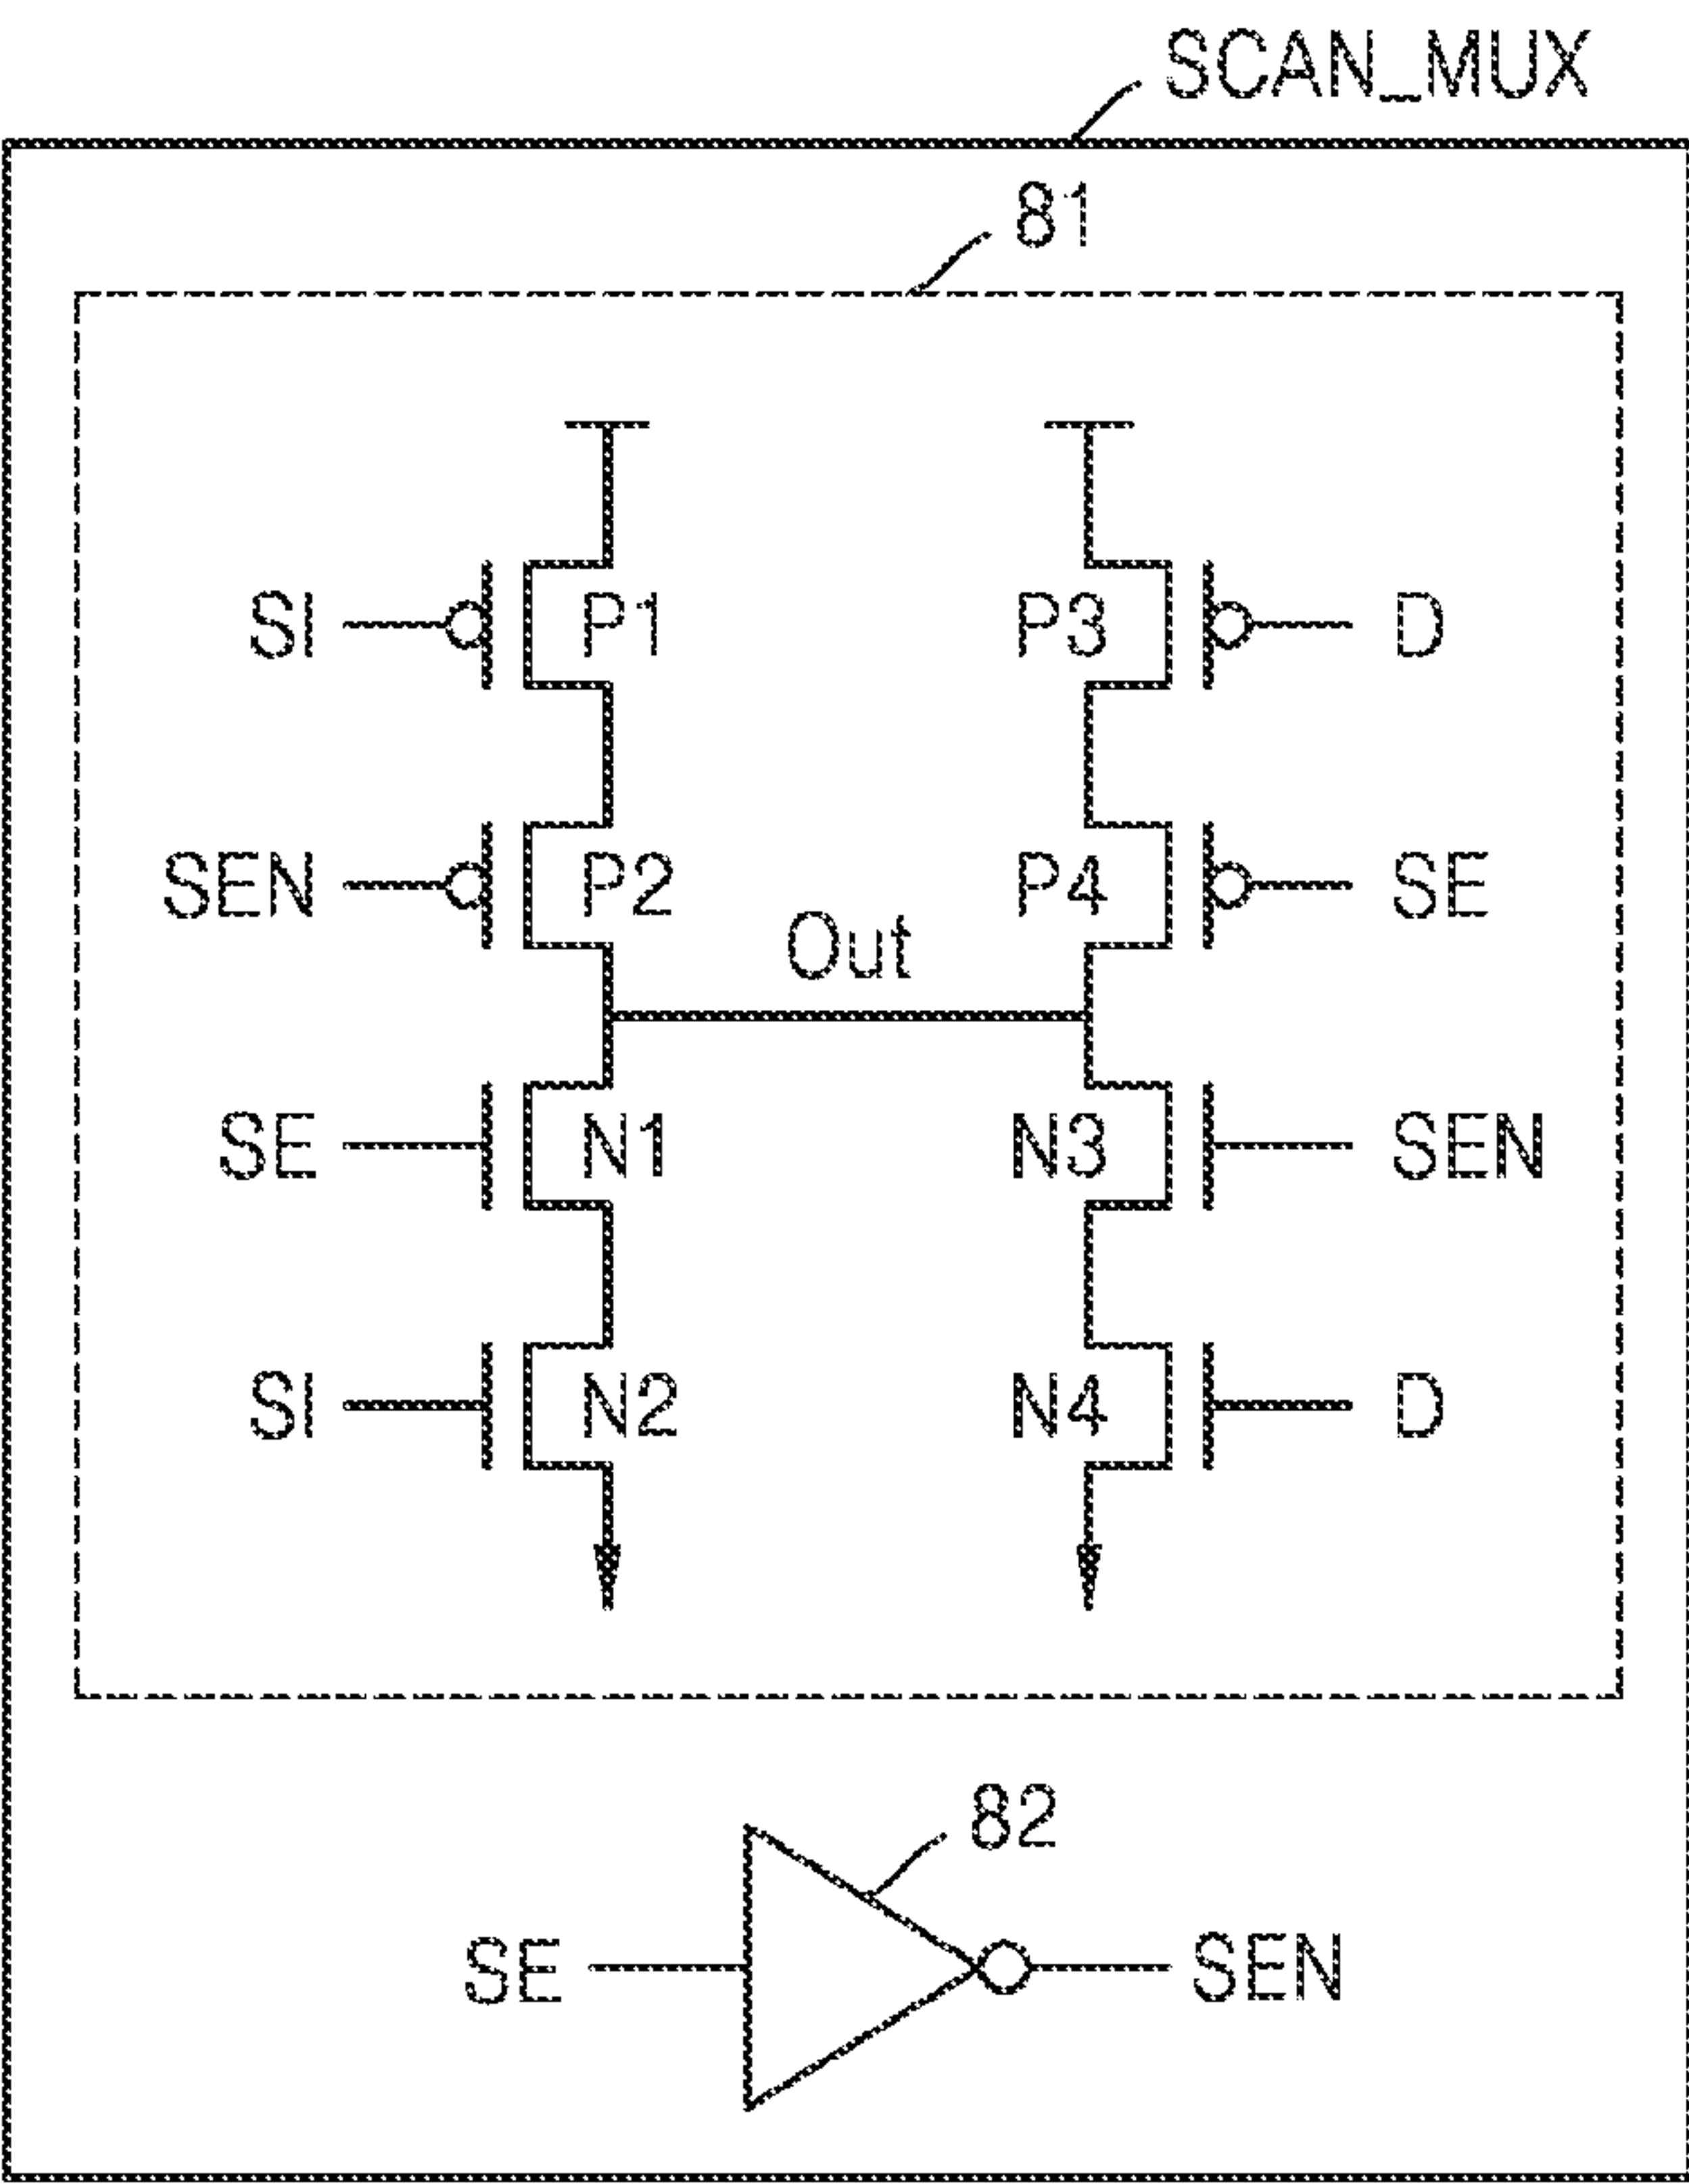 SCAN_MUX
81
SI P1 P3 D
SEN P2 P4 SE
Out
SE N1 N3 SEN
SI N2 N4 D
82
SE SEN